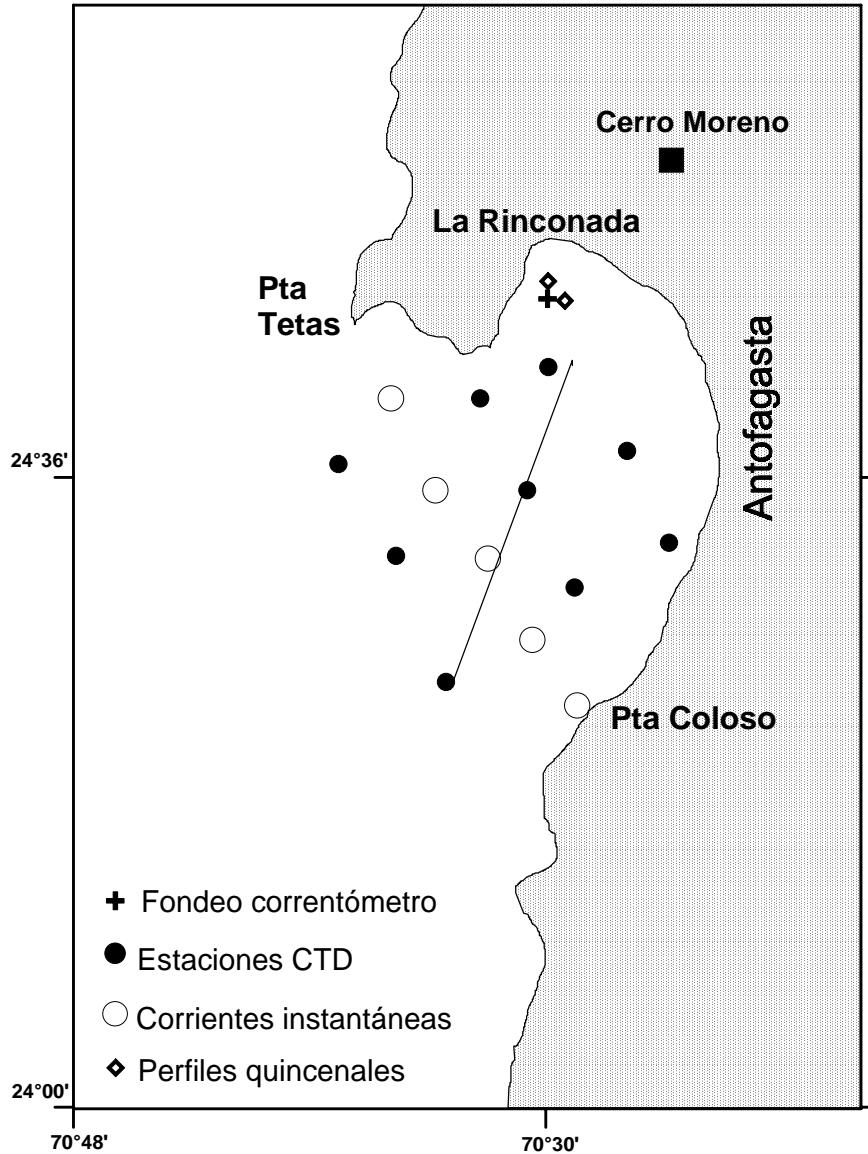 Cerro Moreno
La Rinconada
Pta
Tetas
Antofagasta
24°36'
Pta Coloso
Fondeo correntómetro
Estaciones CTD
Corrientes instantáneas
Perfiles quincenales
24°00'
70°48'
70°30'